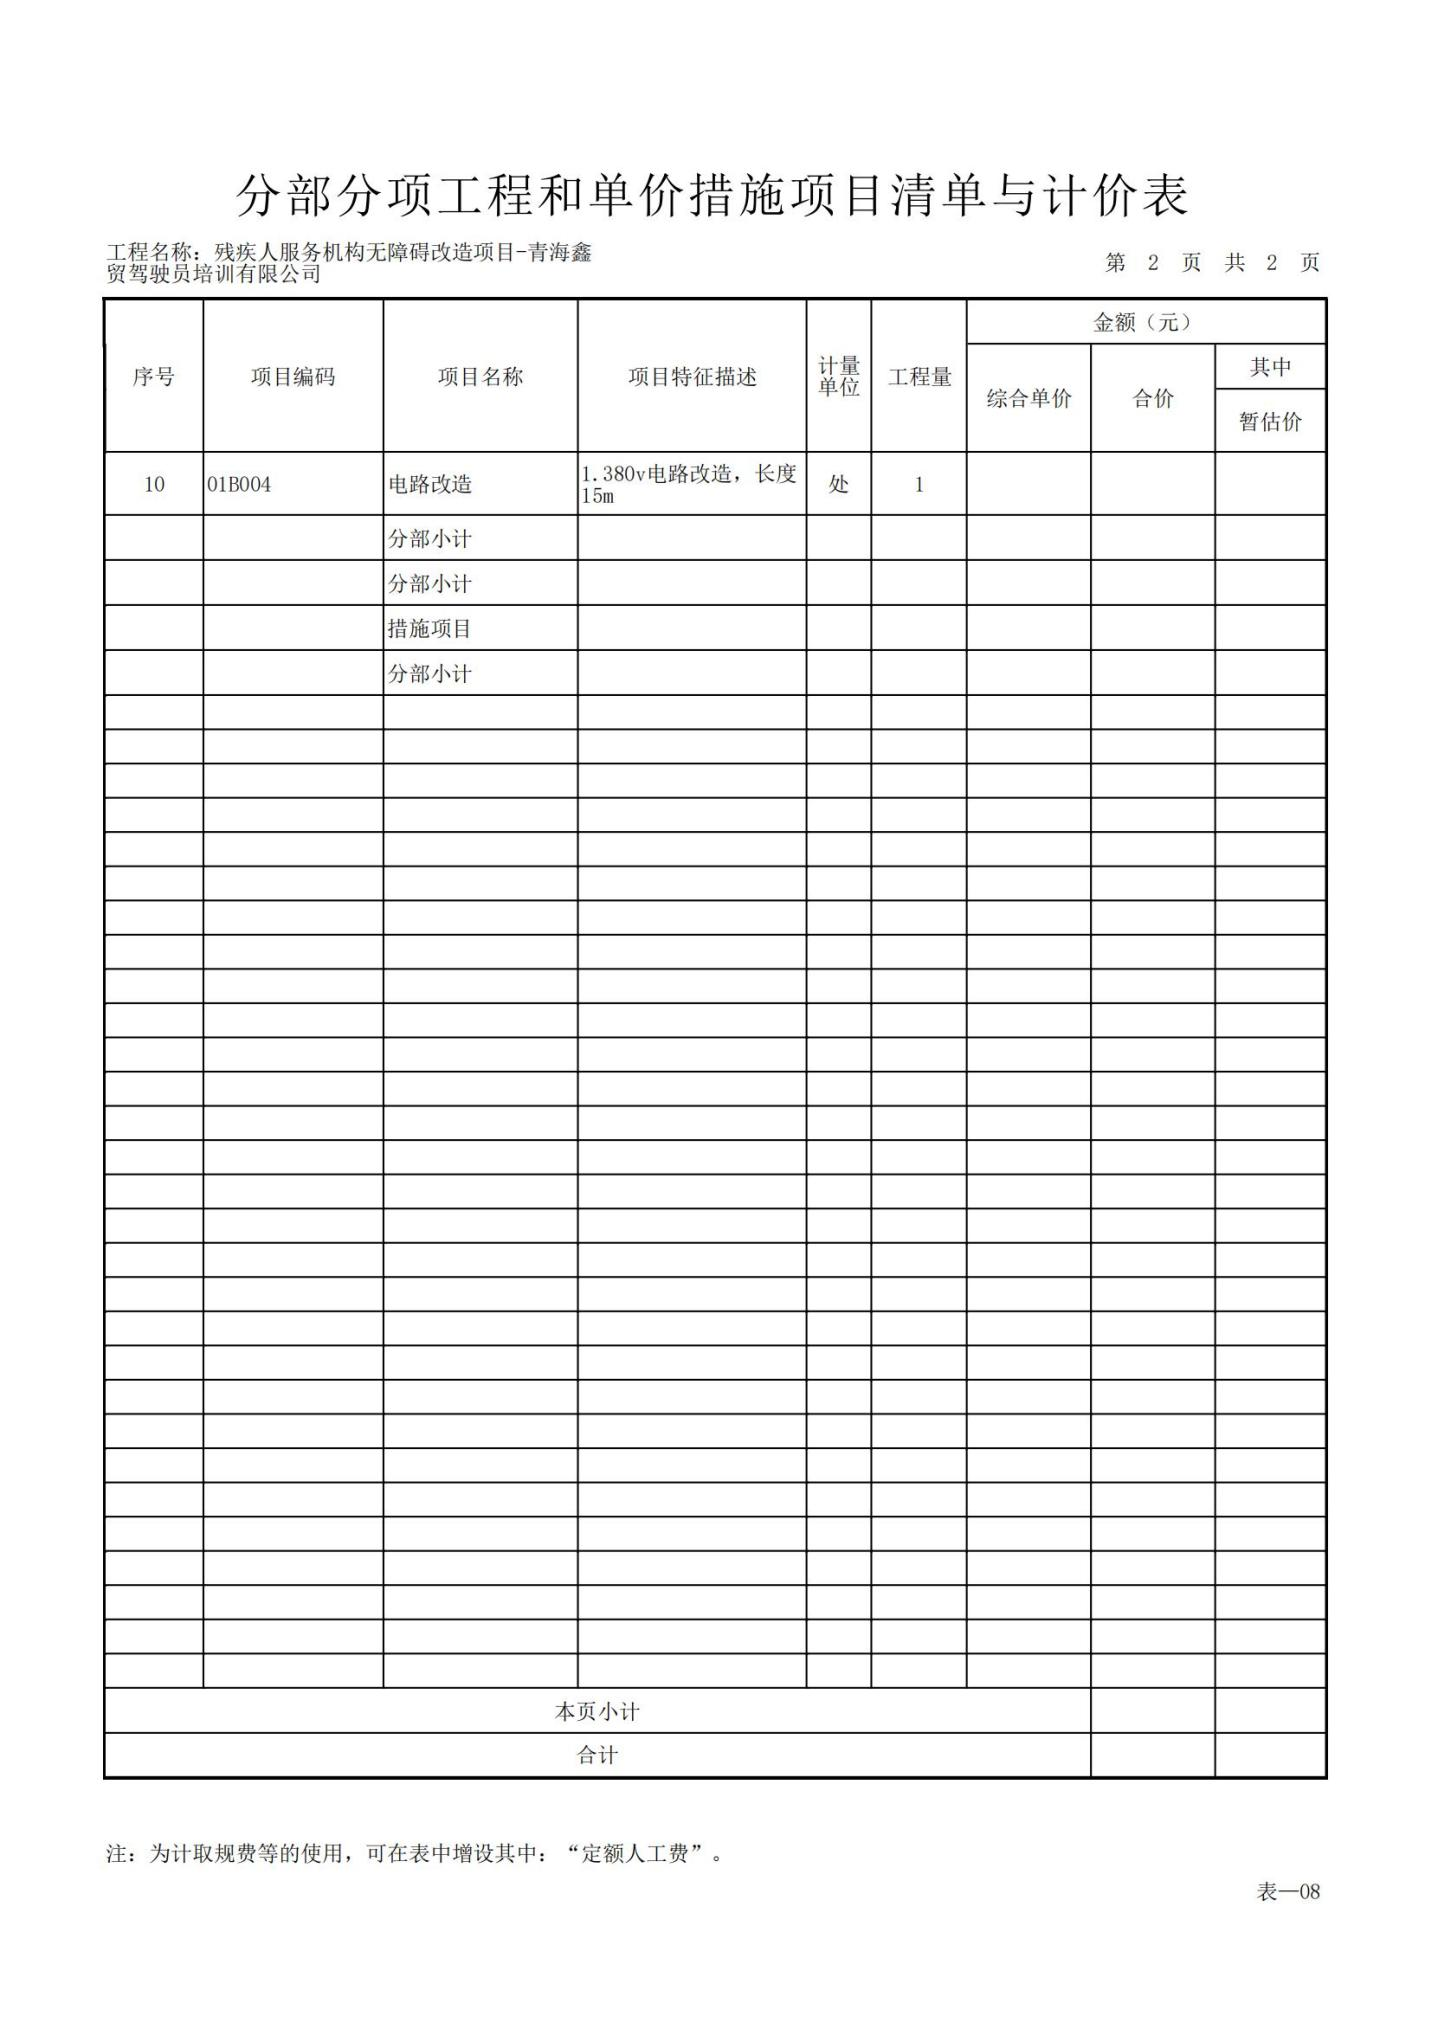 分部分项工程和单价措施项目清单与计价表
工程名称：残疾人服务机构无障碍改造项目-青海鑫
贸驾驶员培训有限公司
第 2 页 共 2 页
序号 项目编码 项目名称 项目特征描述 计量
单位 工程量 金额（元）
综合单价 合价 其中
暂估价
10 01B004 电路改造 1.380v电路改造，长度
15m 处 1
分部小计
分部小计
措施项目
分部小计
本页小计
合计
注：为计取规费等的使用，可在表中增设其中：“定额人工费”。
表—08